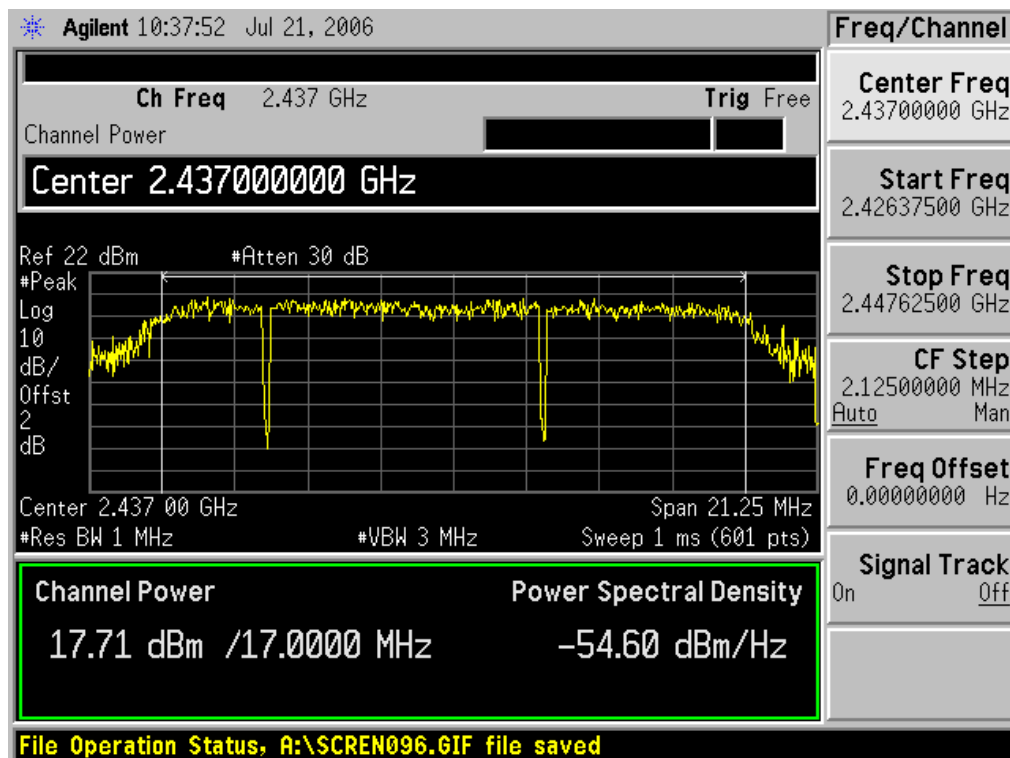 Agilent 10:37:52 Jul 21, 2006
Ch Freq 2.437 GHz Trig Free
Channel Power
Center 2.437000000 GHz
Ref 22 dBm #Atten 30 dB
#Peak
Log
10
dB/
Offst
2
dB
Center 2.437 00 GHz Span 21.25 MHz
#Res BW 1 MHz #VBW 3 MHz Sweep 1 ms (601 pts)
Channel Power Power Spectral Density
17.71 dBm /17.0000 MHz -54.60 dBm/Hz
File Operation Status, A:\SCREN096.GIF file saved
Freq/Channel
Center Freq
2.43700000 GHz
Start Freq
2.42637500 GHz
Stop Freq
2.44762500 GHz
CF Step
2.12500000 MHz
Auto Man
Freq Offset
0.00000000 Hz
Signal Track
On Off